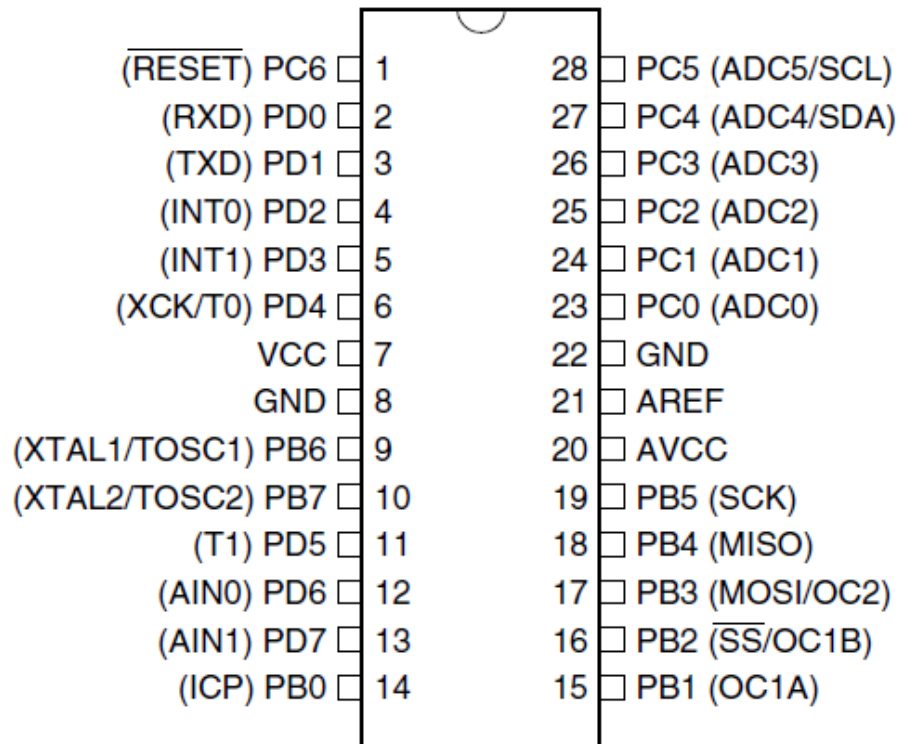 (RESET) PC6 1 28 PC5 (ADC5/SCL)
(RXD) PD0 2 27 PC4 (ADC4/SDA)
(TXD) PD1 3 26 PC3 (ADC3)
(INT0) PD2 4 25 PC2 (ADC2)
(INT1) PD3 5 24 PC1 (ADC1)
(XCK/T0) PD4 6 23 PC0 (ADC0)
VCC 7 22 GND
GND 8 21 AREF
(XTAL1/TOSC1) PB6 9 20 AVCC
(XTAL2/TOSC2) PB7 10 19 PB5 (SCK)
(T1) PD5 11 18 PB4 (MISO)
(AIN0) PD6 12 17 PB3 (MOSI/OC2)
(AIN1) PD7 13 16 PB2 (SS/OC1B)
(ICP) PB0 14 15 PB1 (OC1A)